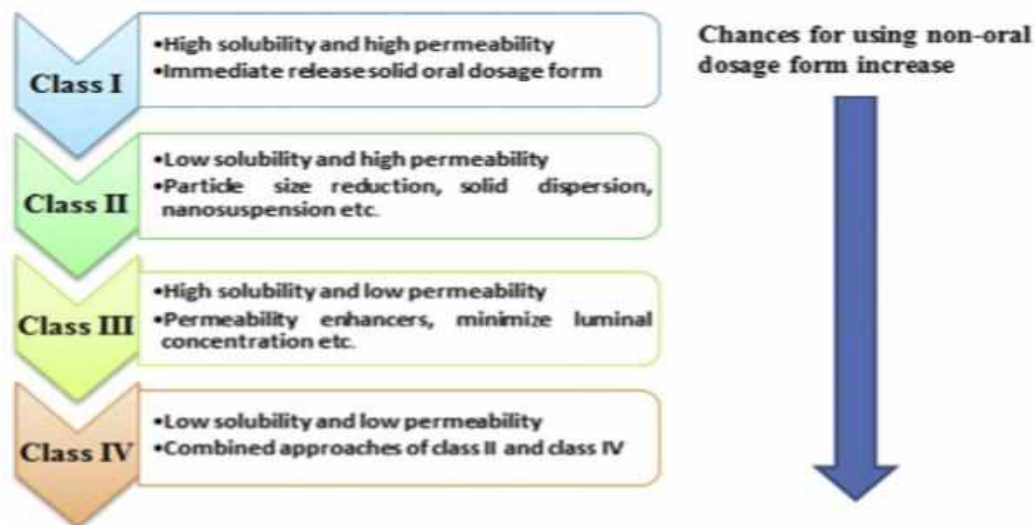 Class I
•High solubility and high permeability
•Immediate release solid oral dosage form
Class II
•Low solubility and high permeability
•Particle size reduction, solid dispersion,
nanosuspension etc.
Class III
•High solubility and low permeability
•Permeability enhancers, minimize luminal
concentration etc.
Class IV
•Low solubility and low permeability
•Combined approaches of class II and class IV
Chances for using non-oral
dosage form increase